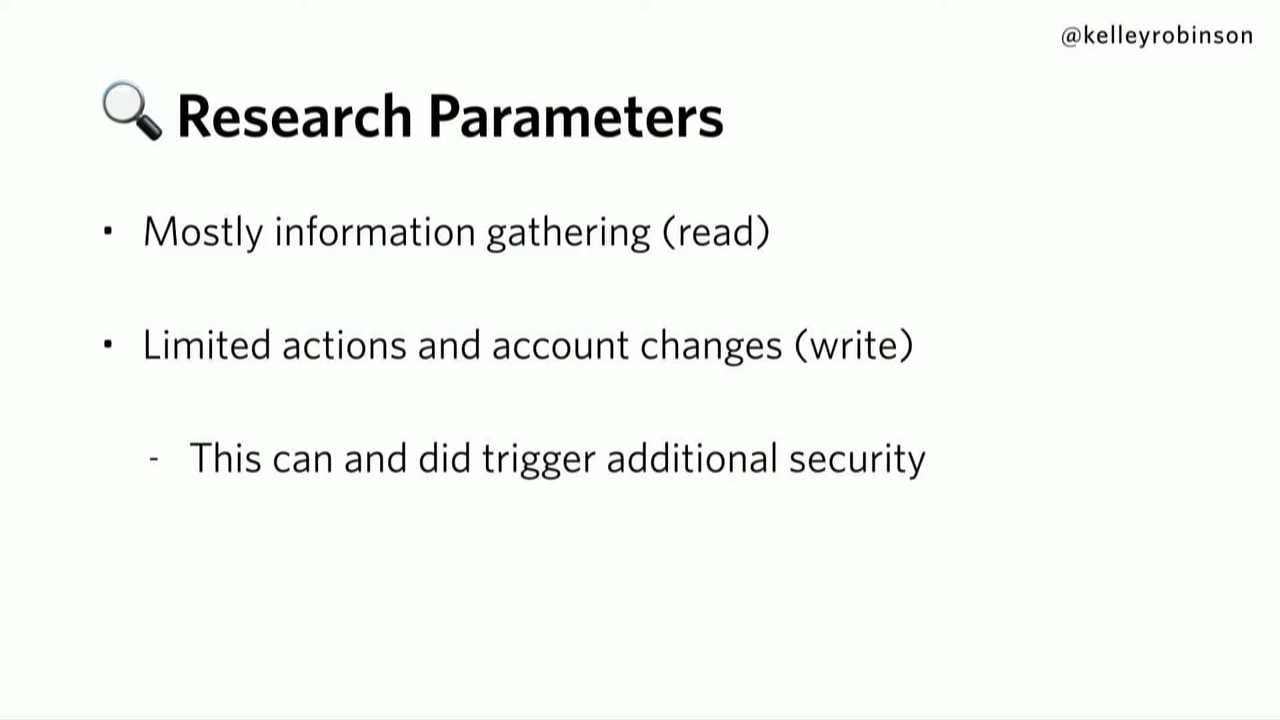 @kelleyrobinson
Research Parameters
• Mostly information gathering (read)
• Limited actions and account changes (write)
- This can and did trigger additional security